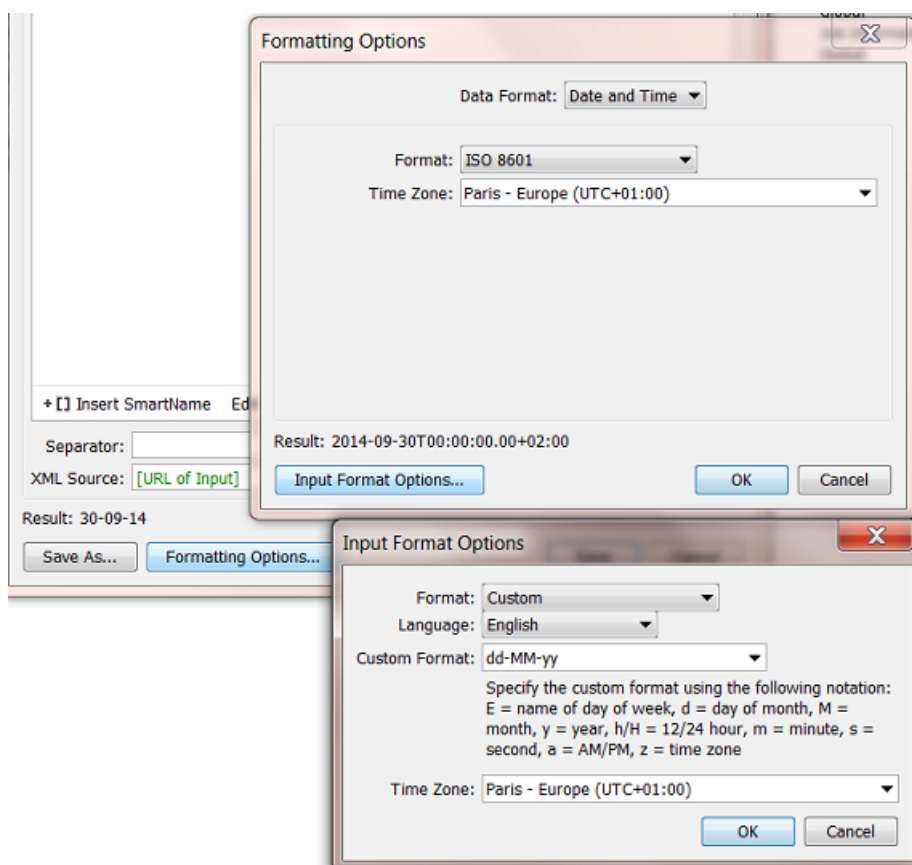 Formatting Options
Data Format: Date and Time
Format: ISO 8601
Time Zone: Paris - Europe (UTC+01:00)
+[] Insert SmartName Ed
Separator:
XML Source: [URL of Input]
Result: 30-09-14
Save As... Formatting Options...
Result: 2014-09-30T00:00:00.00+02:00
Input Format Options... OK Cancel
Input Format Options
Format: Custom
Language: English
Custom Format: dd-MM-yy
Specify the custom format using the following notation:
E = name of day of week, d = day of month, M =
month, y = year, h/H = 12/24 hour, m = minute, s =
second, a = AM/PM, z = time zone
Time Zone: Paris - Europe (UTC+01:00)
OK Cancel